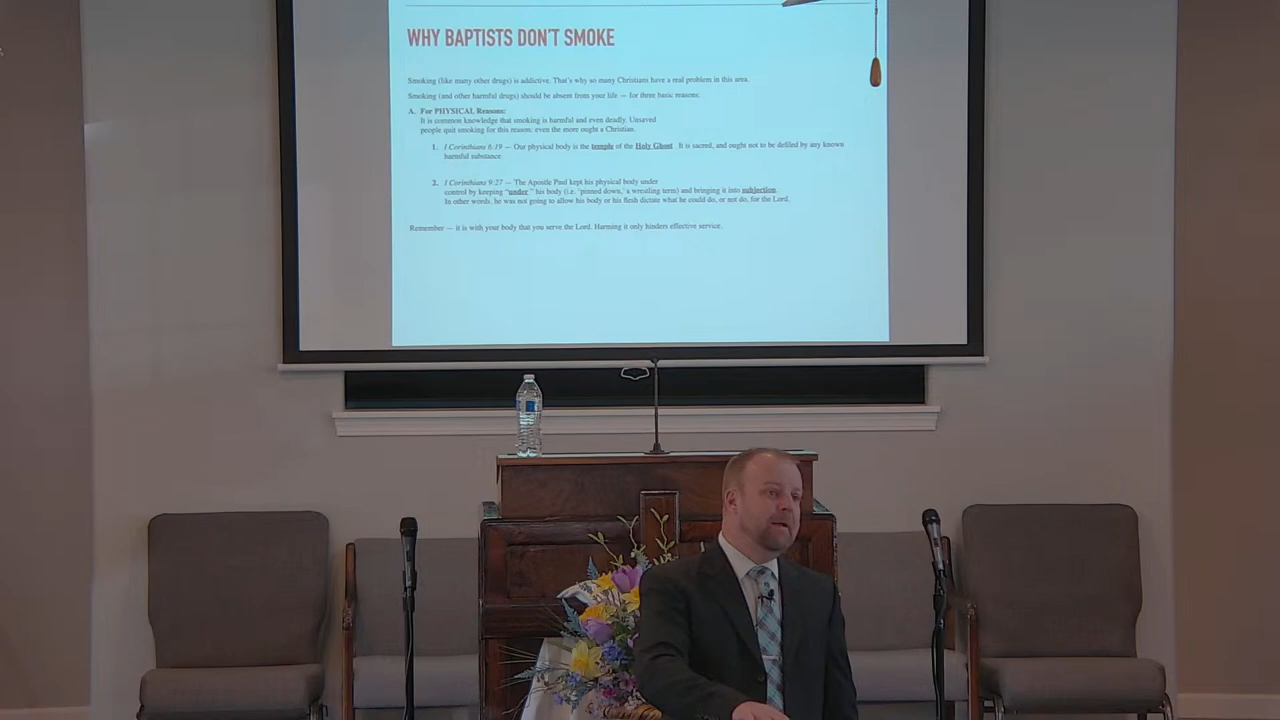 WHY BAPTISTS DON'T SMOKE
Smoking (like many other drugs) is addictive. That's why so many Christians have a real problem in this area.
Smoking (and other harmful drugs) should be absent from your life — for three basic reasons:
A. For PHYSICAL Reasons:
It is common knowledge that smoking is harmful and even deadly. Unsaved
people quit smoking for this reason; even the more ought a Christian.
1. I Corinthians 6:19 — Our physical body is the temple of the Holy Ghost. It is sacred, and ought not to be defiled by any known
harmful substance
2. I Corinthians 9:27 — The Apostle Paul kept his physical body under
control by keeping "under" his body (i.e. 'pinned down,' a wrestling term) and bringing it into subjection.
In other words, he was not going to allow his body or his flesh dictate what he could do, or not do, for the Lord.
Remember — it is with your body that you serve the Lord. Harming it only hinders effective service.